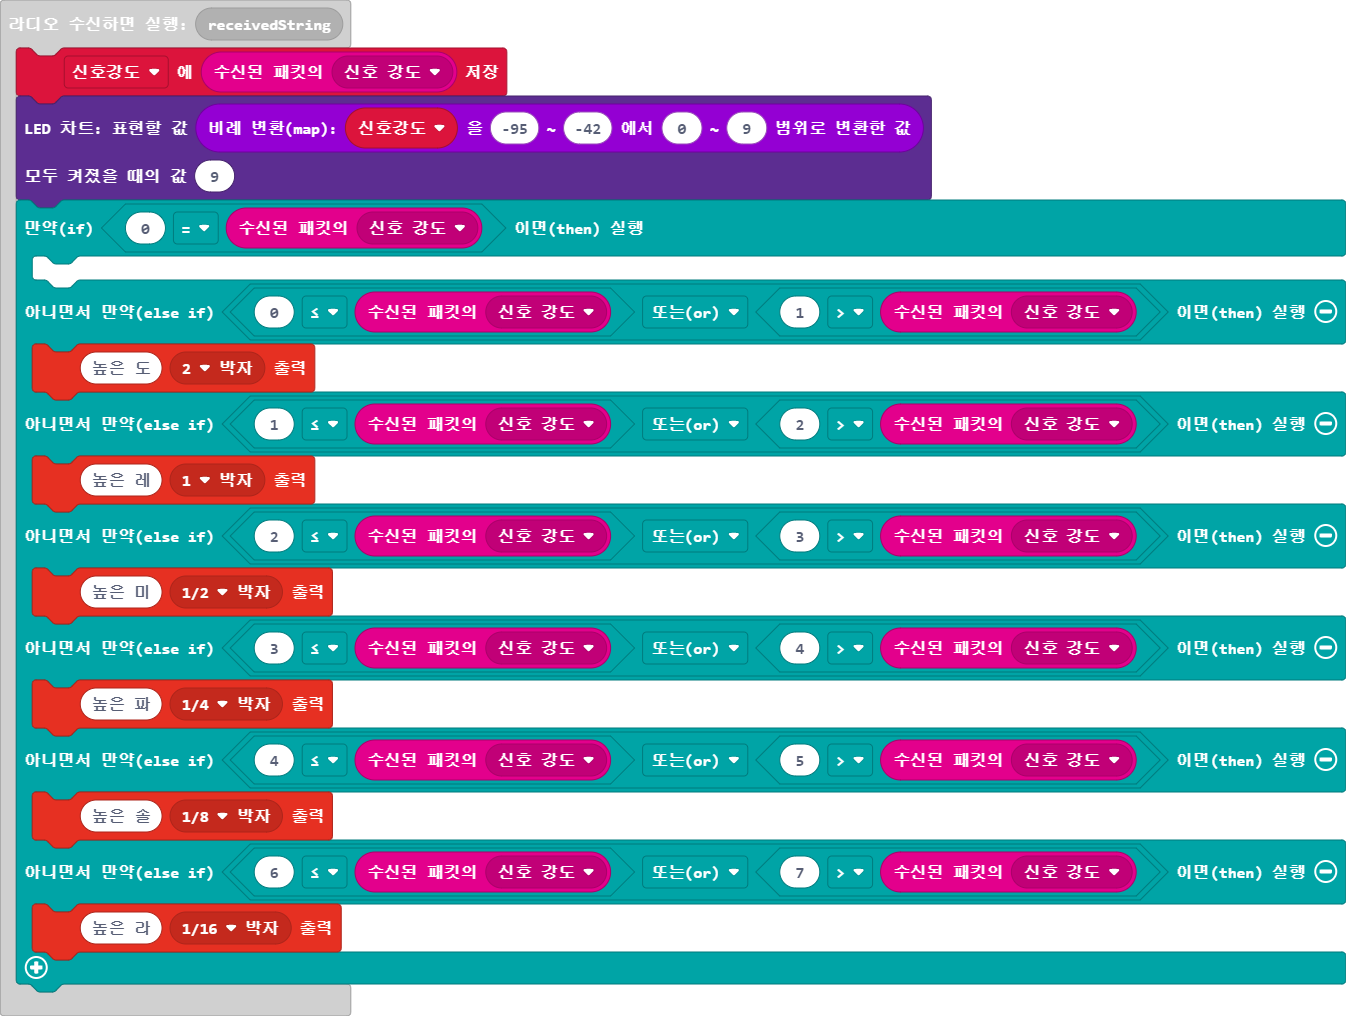 라디오 수신하면 실행: receivedString
신호강도 에 수신된 패킷의 신호 강도 저장
LED 차트: 표현할 값 비례 변환(map): 신호강도 을 -95 ~ -42 에서 0 ~ 9 범위로 변환한 값
모두 켜졌을 때의 값 9
만약(if) 0 = 수신된 패킷의 신호 강도 이면(then) 실행
아니면서 만약(else if) 0 ≤ 수신된 패킷의 신호 강도 또는(or) 1 > 수신된 패킷의 신호 강도 이면(then) 실행
높은 도 2 박자 출력
아니면서 만약(else if) 1 ≤ 수신된 패킷의 신호 강도 또는(or) 2 > 수신된 패킷의 신호 강도 이면(then) 실행
높은 레 1 박자 출력
아니면서 만약(else if) 2 ≤ 수신된 패킷의 신호 강도 또는(or) 3 > 수신된 패킷의 신호 강도 이면(then) 실행
높은 미 1/2 박자 출력
아니면서 만약(else if) 3 ≤ 수신된 패킷의 신호 강도 또는(or) 4 > 수신된 패킷의 신호 강도 이면(then) 실행
높은 파 1/4 박자 출력
아니면서 만약(else if) 4 ≤ 수신된 패킷의 신호 강도 또는(or) 5 > 수신된 패킷의 신호 강도 이면(then) 실행
높은 솔 1/8 박자 출력
아니면서 만약(else if) 6 ≤ 수신된 패킷의 신호 강도 또는(or) 7 > 수신된 패킷의 신호 강도 이면(then) 실행
높은 라 1/16 박자 출력